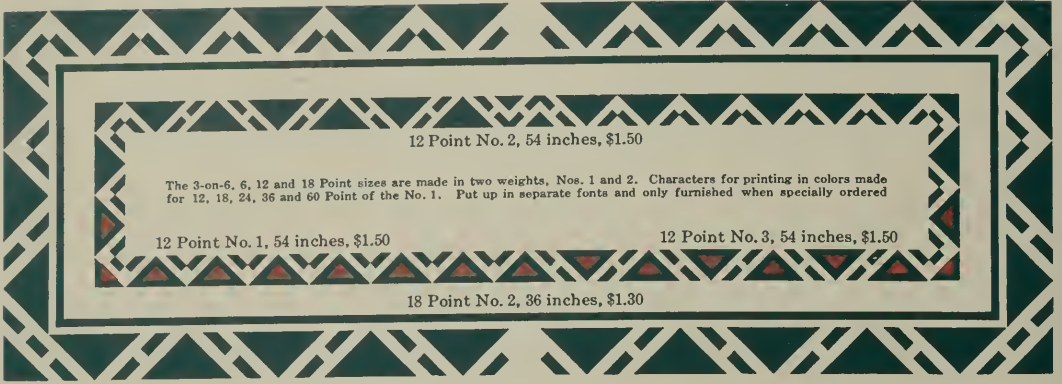 12 Point No. 2, 54 inches, $1.50
The 3-on-6, 6, 12 and 18 Point sizes are made in two weights, Nos. 1 and 2. Characters for printing in colors made
for 12, 18, 24, 36 and 60 Point of the No. 1. Put up in separate fonts and only furnished when specially ordered
12 Point No. 1, 54 inches, $1.50
12 Point No. 3, 54 inches, $1.50
18 Point No. 2, 36 inches, $1.30